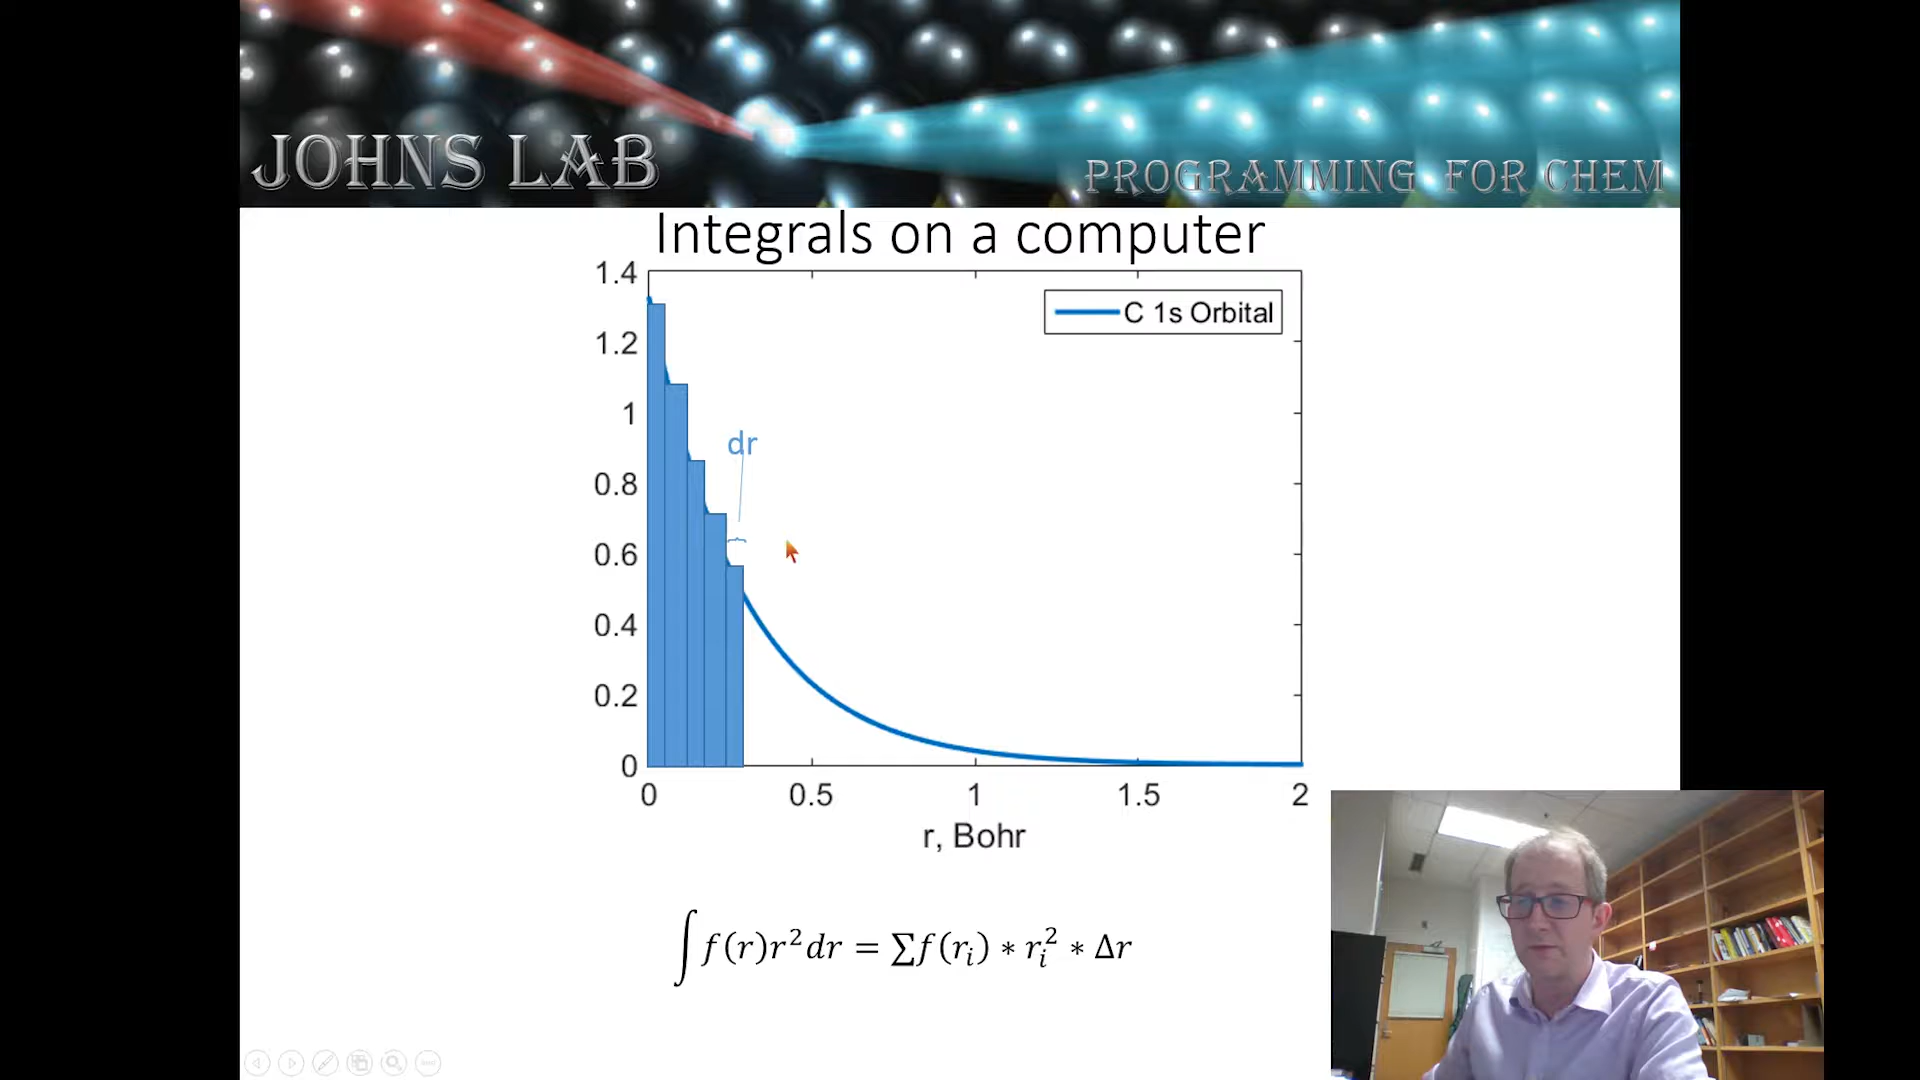 JOHNS LAB
PROGRAMMING FOR CHEM
Integrals on a computer
1.4
1.2
1
0.8
0.6
0.4
0.2
0
C 1s Orbital
dr
0 0.5 1 1.5 2
r, Bohr
∫f(r)r²dr = ∑f(rᵢ) * rᵢ² * Δr